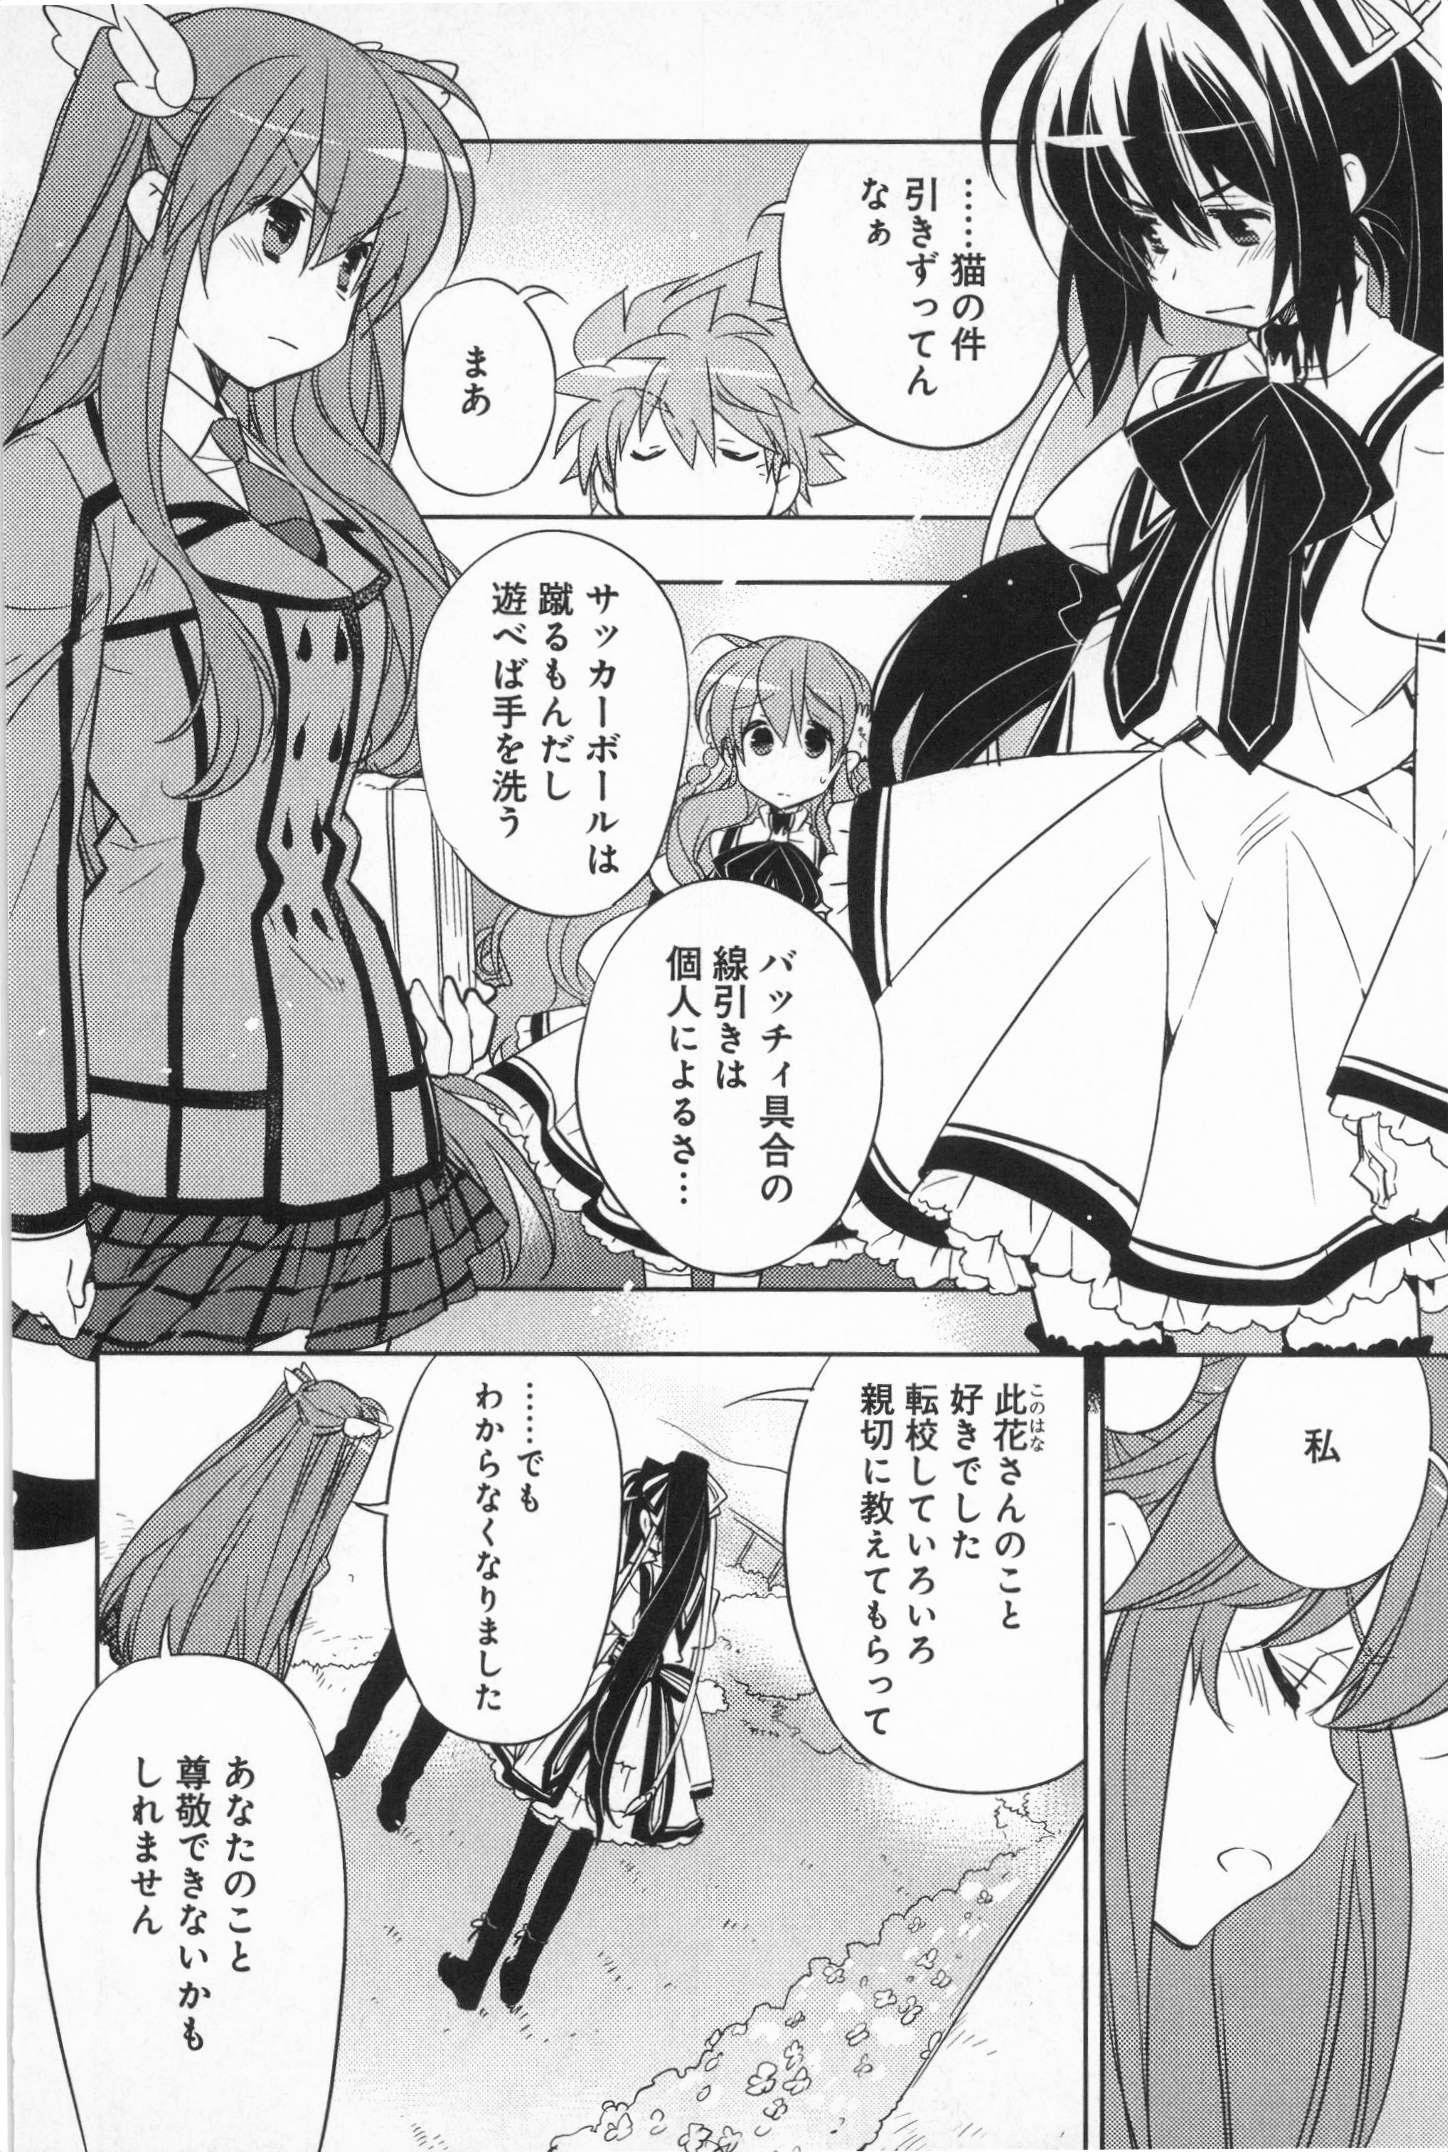 ……猫の件
引きずってん
なぁ
まあ
サッカーボールは
蹴るもんだし
遊べば手を洗う
バッチィ具合の
線引きは
個人によるさ…
私
此花さんのこと
このはな
好きでした
転校していろいろ
親切に教えてもらって
……でも
わからなくなりました
あなたのこと
尊敬できないかも
しれません